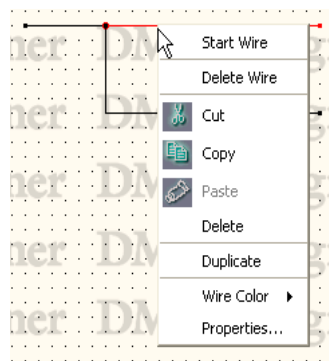 Start Wire
Delete Wire
Cut
Copy
Paste
Delete
Duplicate
Wire Color
Properties...